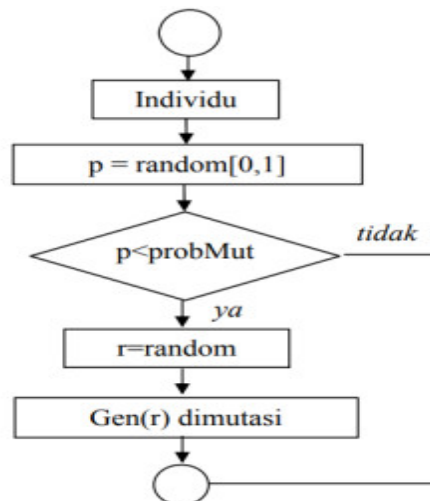 Individu
p = random[0,1]
p<probMut
tidak
ya
r=random
Gen(r) dimutasi